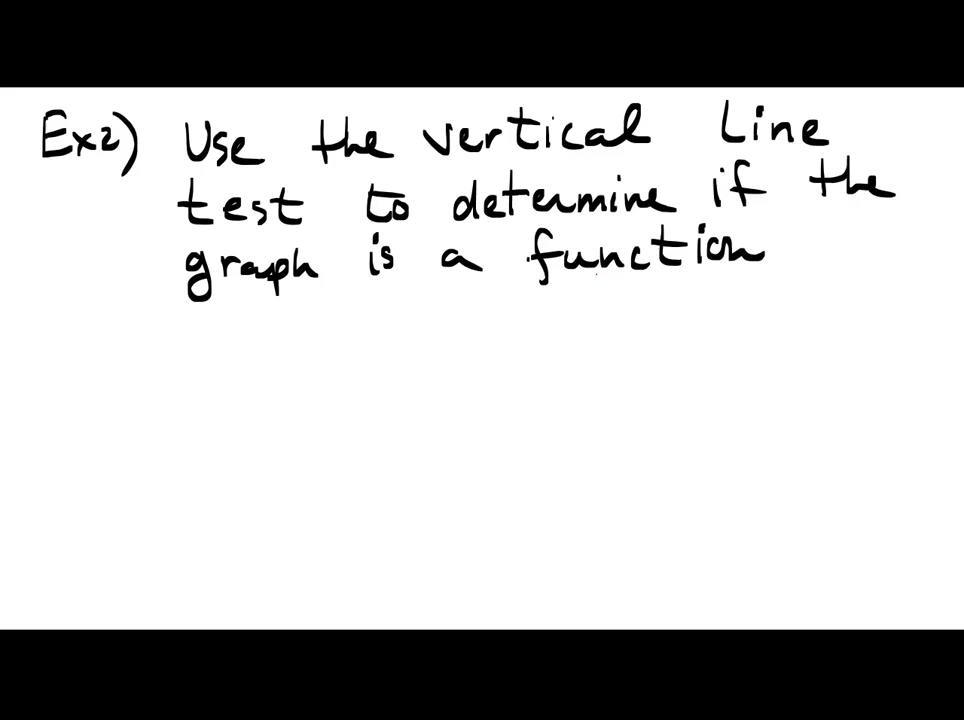 Ex2) Use the vertical Line
test to determine if the
graph is a function